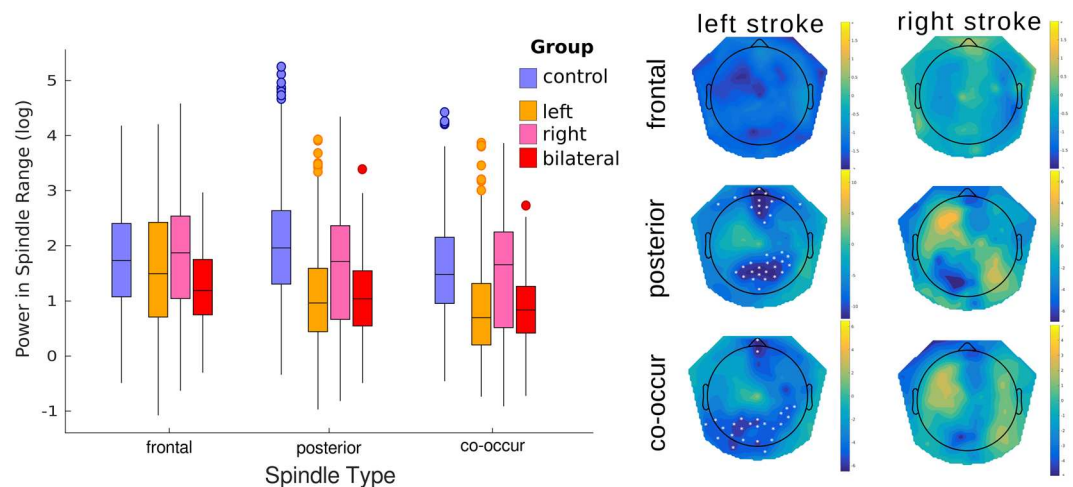 Group
control
left
right
bilateral
Power in Spindle Range (log)
5
4
3
2
1
0
-1
frontal
posterior
co-occur
Spindle Type
left stroke
right stroke
frontal
posterior
co-occur